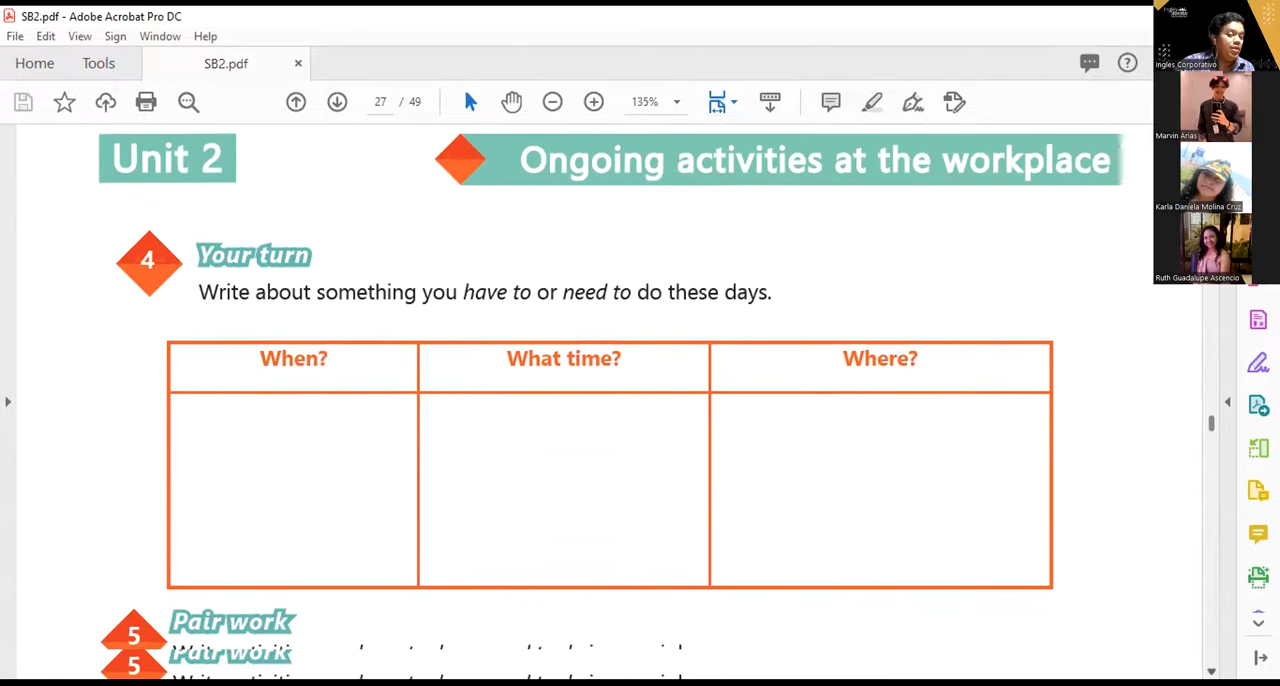 SB2.pdf - Adobe Acrobat Pro DC
File Edit View Sign Window Help
Home Tools SB2.pdf ×
27 / 49 135%
Unit 2 Ongoing activities at the workplace
4 Your turn
Write about something you have to or need to do these days.
When? What time? Where?
5 Pair work
5 Pair work
Ingles Corporativo
Marvin Arias
Karla Daniela Molina Cruz
Ruth Guadalupe Ascencio